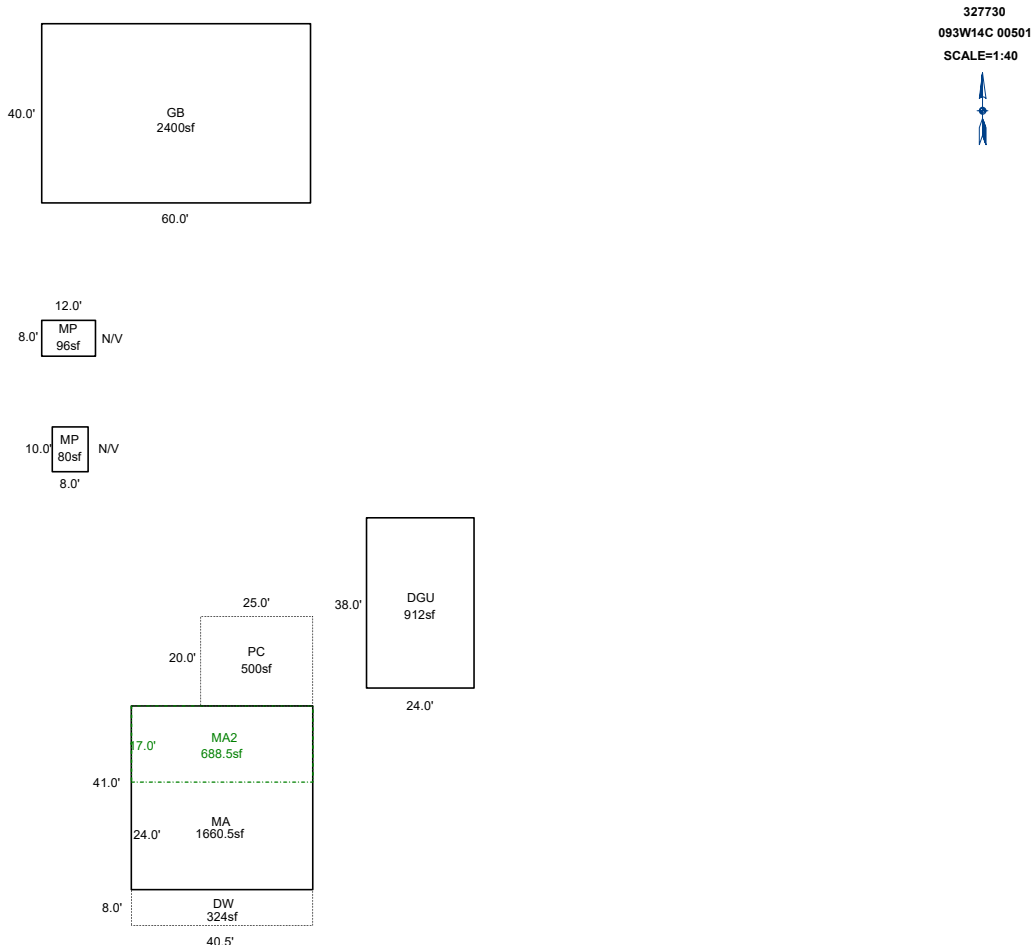 327730
093W14C 00501
SCALE=1:40
40.0'
GB
2400sf
60.0'
12.0'
8.0'
MP
96sf
N/V
10.0'
MP
80sf
N/V
8.0'
38.0'
DGU
912sf
24.0'
25.0'
20.0'
PC
500sf
17.0'
MA2
688.5sf
41.0'
24.0'
MA
1660.5sf
8.0'
DW
324sf
40.5'